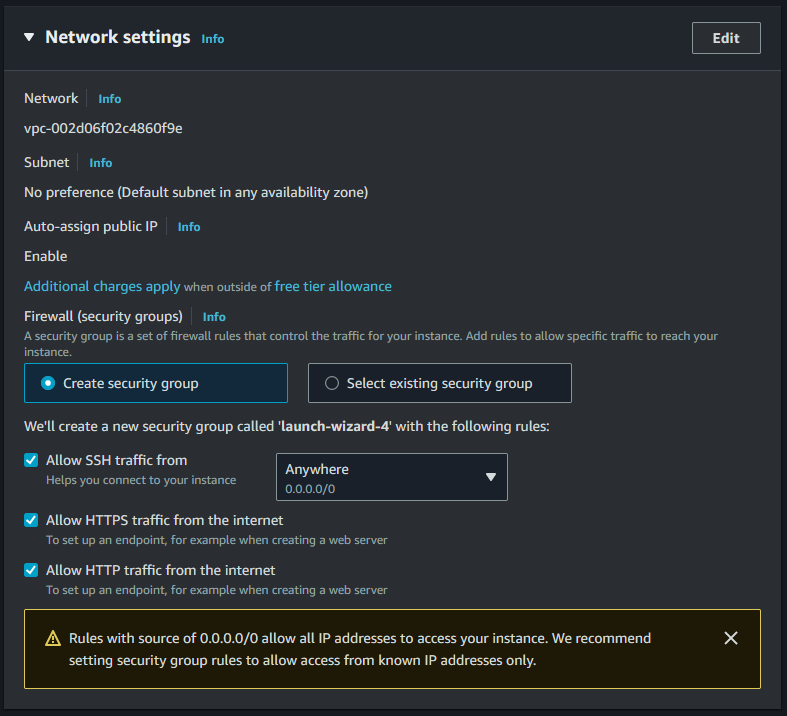 Network settings Info
Edit
Network Info
vpc-002d06f02c4860f9e
Subnet Info
No preference (Default subnet in any availability zone)
Auto-assign public IP Info
Enable
Additional charges apply when outside of free tier allowance
Firewall (security groups) Info
A security group is a set of firewall rules that control the traffic for your instance. Add rules to allow specific traffic to reach your
instance.
Create security group
Select existing security group
We'll create a new security group called 'launch-wizard-4' with the following rules:
Allow SSH traffic from
Helps you connect to your instance
Anywhere
0.0.0.0/0
Allow HTTPS traffic from the internet
To set up an endpoint, for example when creating a web server
Allow HTTP traffic from the internet
To set up an endpoint, for example when creating a web server
Rules with source of 0.0.0.0/0 allow all IP addresses to access your instance. We recommend
setting security group rules to allow access from known IP addresses only.